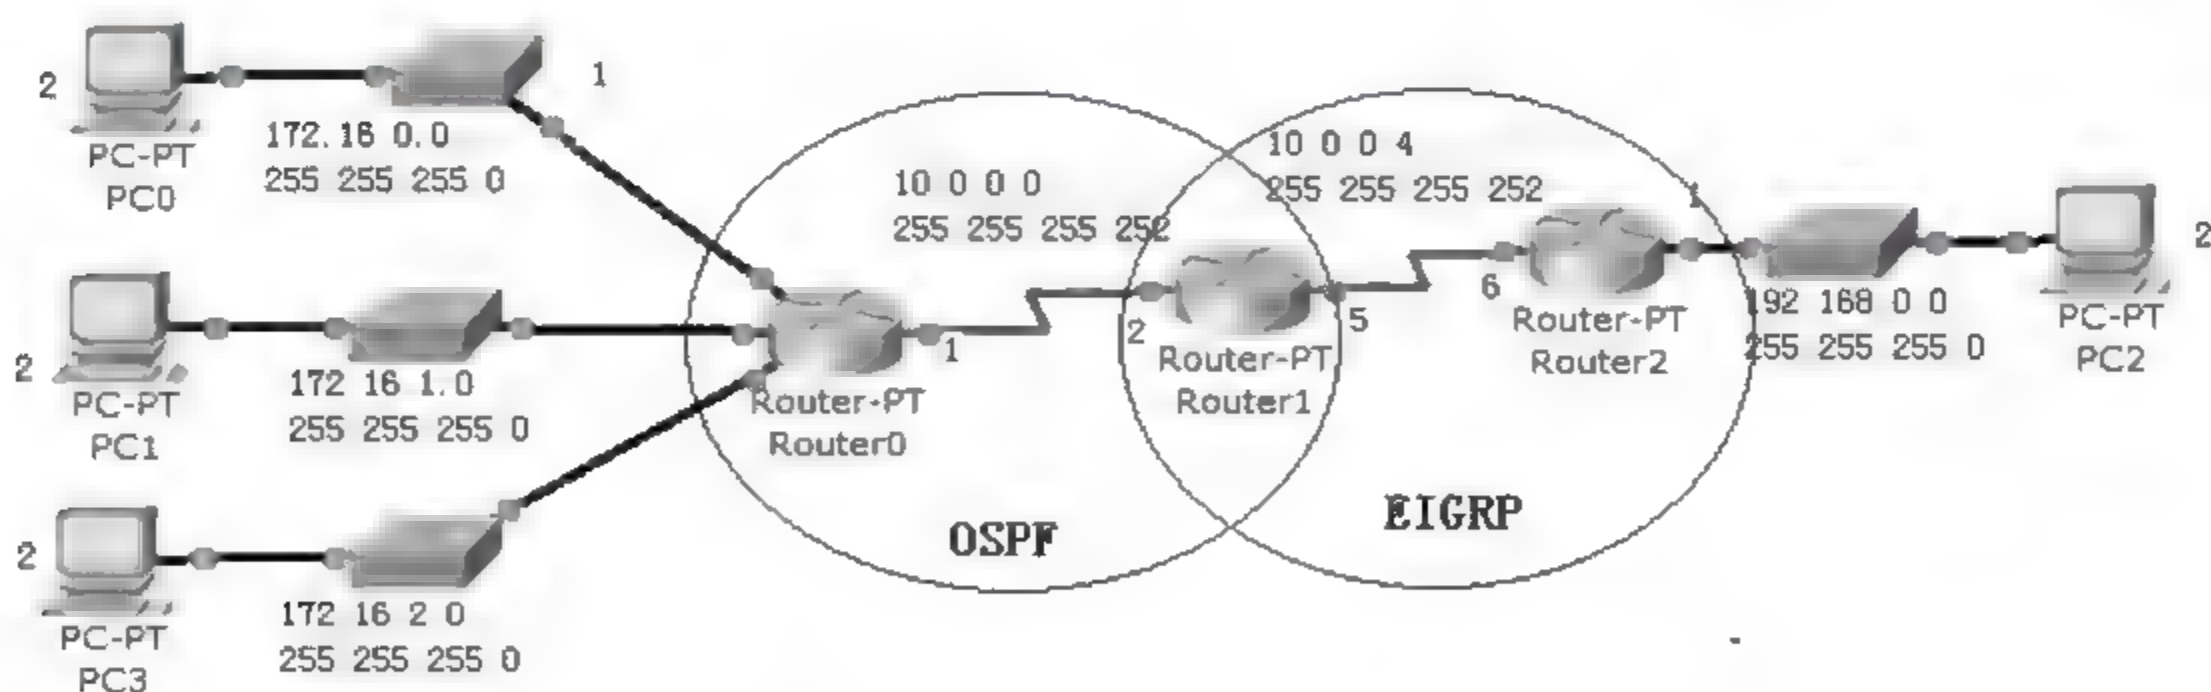 2
1
172.16 0.0
255 255 255 0
PC-PT
PC0
10 0 0 0
255 255 255 252
10 0 0 4
255 255 255 252
1
2
2
172 16 1.0
255 255 255 0
PC-PT
PC1
1
Router-PT
Router0
2
5
Router-PT
Router1
6
Router-PT
Router2
192 168 0 0
255 255 255 0
PC-PT
PC2
OSPF
EIGRP
2
172 16 2 0
255 255 255 0
PC-PT
PC3